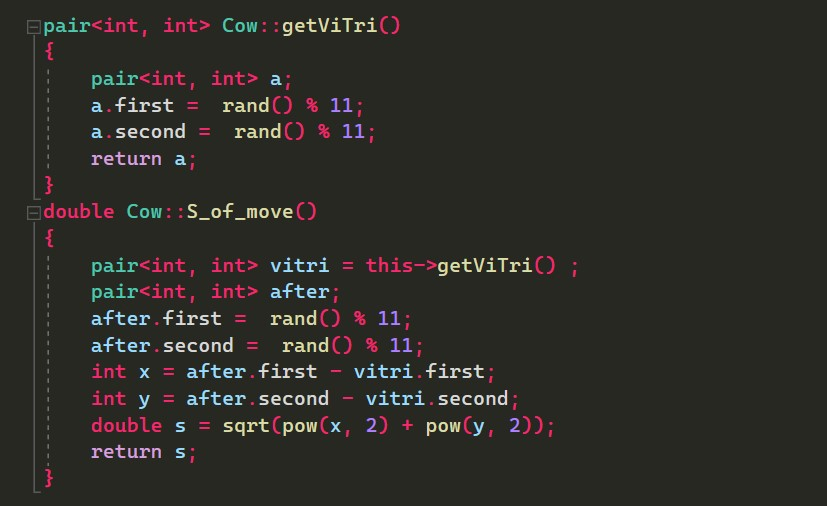 pair<int, int> Cow::getViTri()
{
    pair<int, int> a;
    a.first =  rand() % 11;
    a.second =  rand() % 11;
    return a;
}
double Cow::S_of_move()
{
    pair<int, int> vitri = this->getViTri() ;
    pair<int, int> after;
    after.first =  rand() % 11;
    after.second =  rand() % 11;
    int x = after.first - vitri.first;
    int y = after.second - vitri.second;
    double s = sqrt(pow(x, 2) + pow(y, 2));
    return s;
}